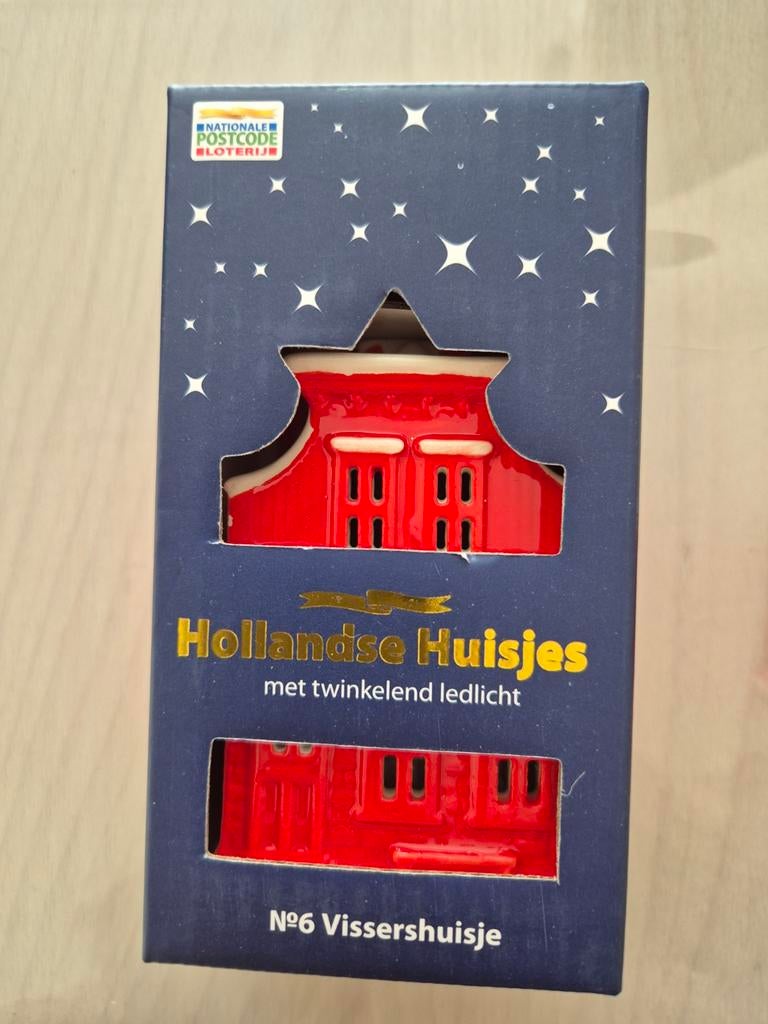 NATIONALE
POSTCODE
LOTERIJ
Hollandse Huisjes
met twinkelend ledlicht
Nº6 Vissershuisje